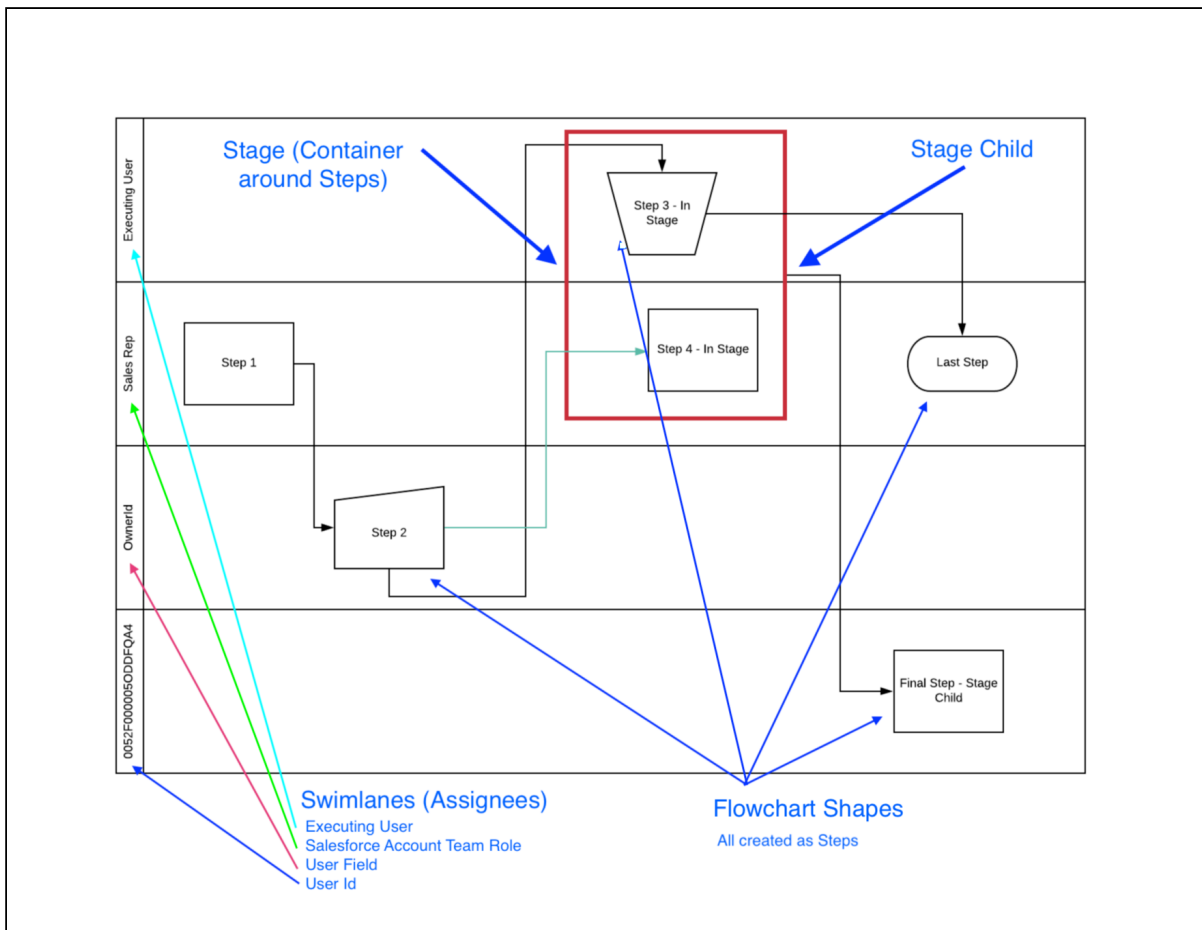 Stage (Container
around Steps)
Stage Child
Executing User
Step 3 - In
Stage
Sales Rep
Step 1
Step 4 - In Stage
Last Step
OwnerId
Step 2
0052F000005ODDFQA4
Final Step - Stage
Child
Swimlanes (Assignees)
Executing User
Salesforce Account Team Role
User Field
User Id
Flowchart Shapes
All created as Steps